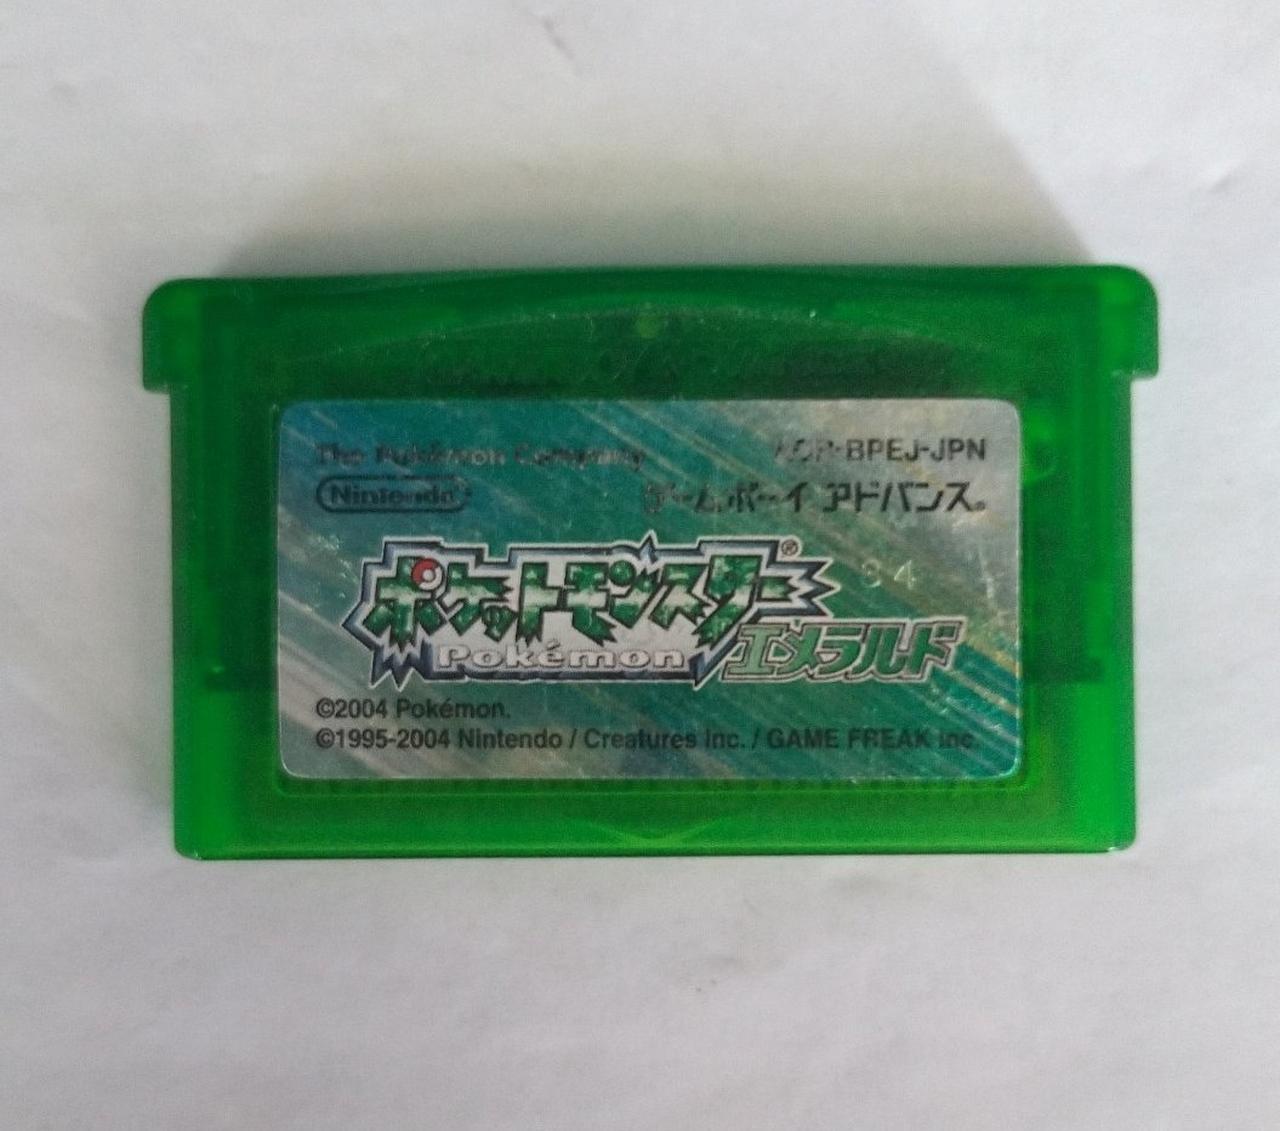 The Pokémon Company
AGB-BPEJ-JPN
Nintendo®
ゲームボーイ アドバンス®
ポケットモンスター®
94
Pokémon
エメラルド
©2004 Pokémon.
©1995-2004 Nintendo / Creatures Inc. / GAME FREAK inc.